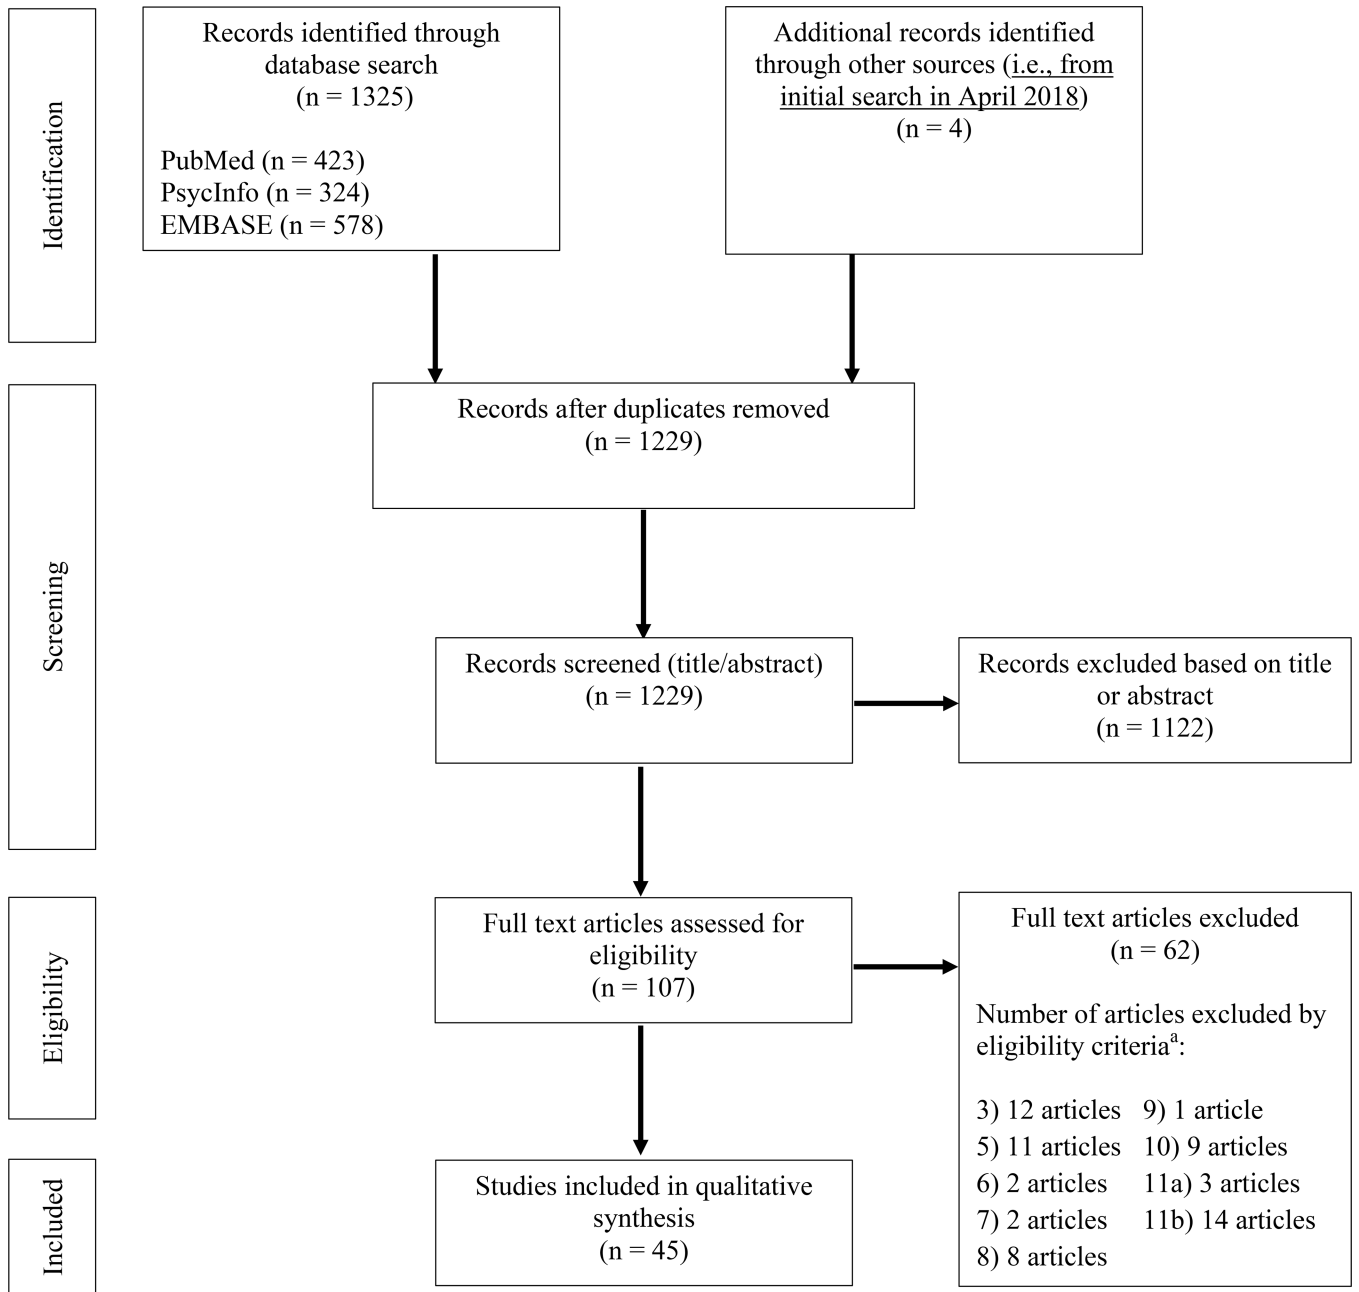 Identification
Records identified through
database search
(n = 1325)
PubMed (n = 423)
PsycInfo (n = 324)
EMBASE (n = 578)
Additional records identified
through other sources (i.e., from
initial search in April 2018)
(n = 4)
Screening
Records after duplicates removed
(n = 1229)
Records screened (title/abstract)
(n = 1229)
Records excluded based on title
or abstract
(n = 1122)
Eligibility
Full text articles assessed for
eligibility
(n = 107)
Full text articles excluded
(n = 62)
Number of articles excluded by
eligibility criteriaᵃ:
3) 12 articles 9) 1 article
5) 11 articles 10) 9 articles
6) 2 articles 11a) 3 articles
7) 2 articles 11b) 14 articles
8) 8 articles
Included
Studies included in qualitative
synthesis
(n = 45)